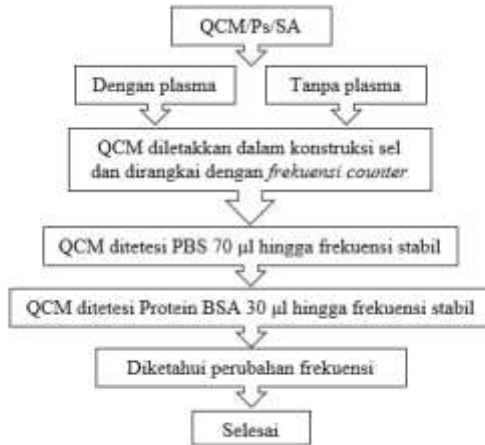 QCM/Ps/SA
Dengan plasma
Tanpa plasma
QCM diletakkan dalam konstruksi sel
dan dirangkai dengan frekuensi counter
QCM ditetesi PBS 70 μl hingga frekuensi stabil
QCM ditetesi Protein BSA 30 μl hingga frekuensi stabil
Diketahui perubahan frekuensi
Selesai